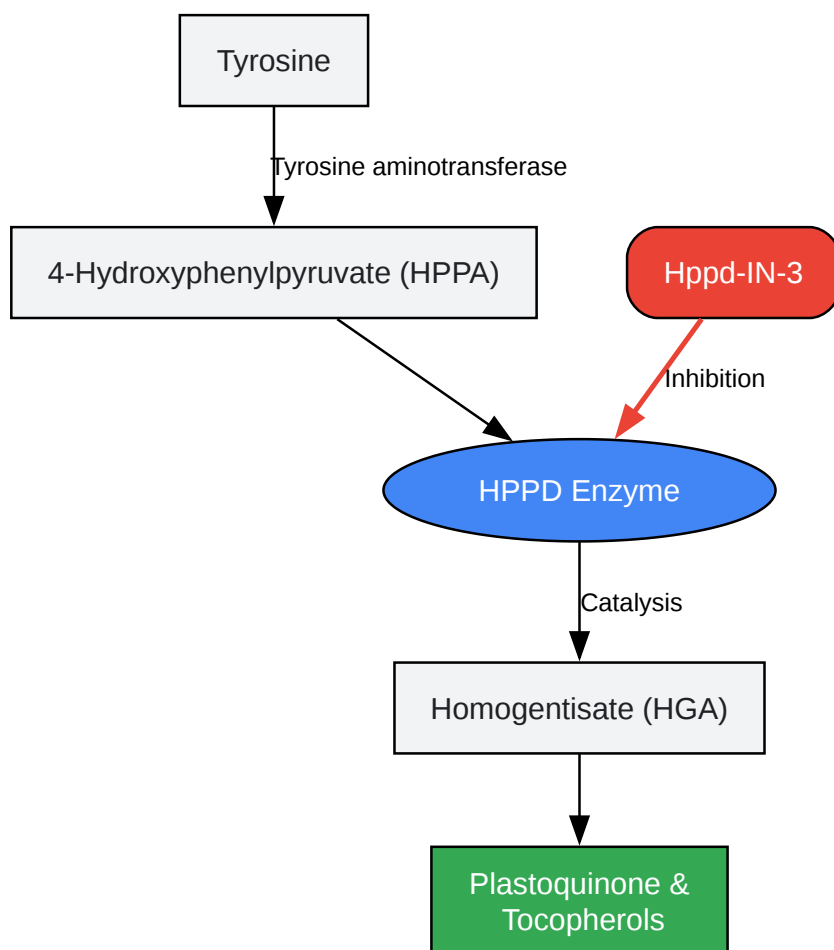 Tyrosine
Tyrosine aminotransferase
4-Hydroxyphenylpyruvate (HPPA)
Hppd-IN-3
Inhibition
HPPD Enzyme
Catalysis
Homogentisate (HGA)
Plastoquinone &
Tocopherols